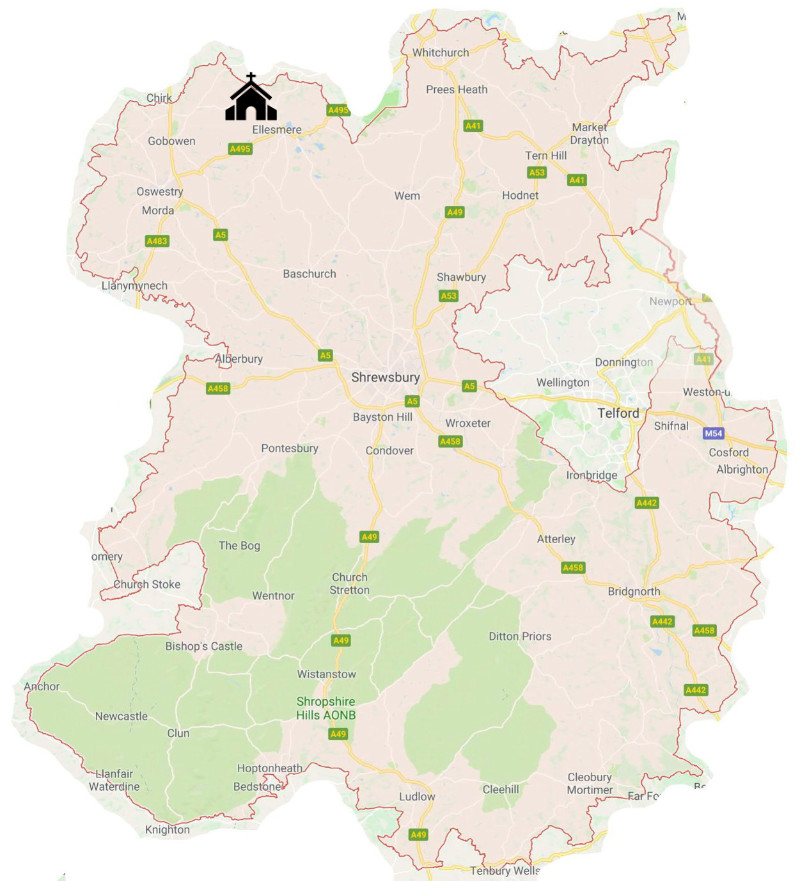 M
Whitchurch
Prees Heath
Chirk
A495
Ellesmere
A41
Market
Drayton
Gobowen
A495
Tern Hill
A53
A41
Oswestry
Wem
Hodnet
Morda
A49
A5
A483
Baschurch
Shawbury
Llanymynech
A53
Newport
Alberbury
A5
A41
Donnington
Shrewsbury
Wellington
A458
A5
Weston-u
A5
Bayston Hill
Telford
Wroxeter
Shifnal
M54
A458
Pontesbury
Condover
Cosford
Albrighton
Ironbridge
A442
A49
Atterley
The Bog
omery
A458
Church
Stretton
Church Stoke
Wentnor
Bridgnorth
A442
A458
Ditton Priors
A49
Bishop's Castle
Wistanstow
Anchor
A442
Shropshire
Hills AONB
Newcastle
Clun
A49
Hoptonheath
Llanfair
Waterdine
Bedstone
Cleobury
Mortimer
Cleehill
Ludlow
Far Fo
Knighton
A49
Tenbury Wells